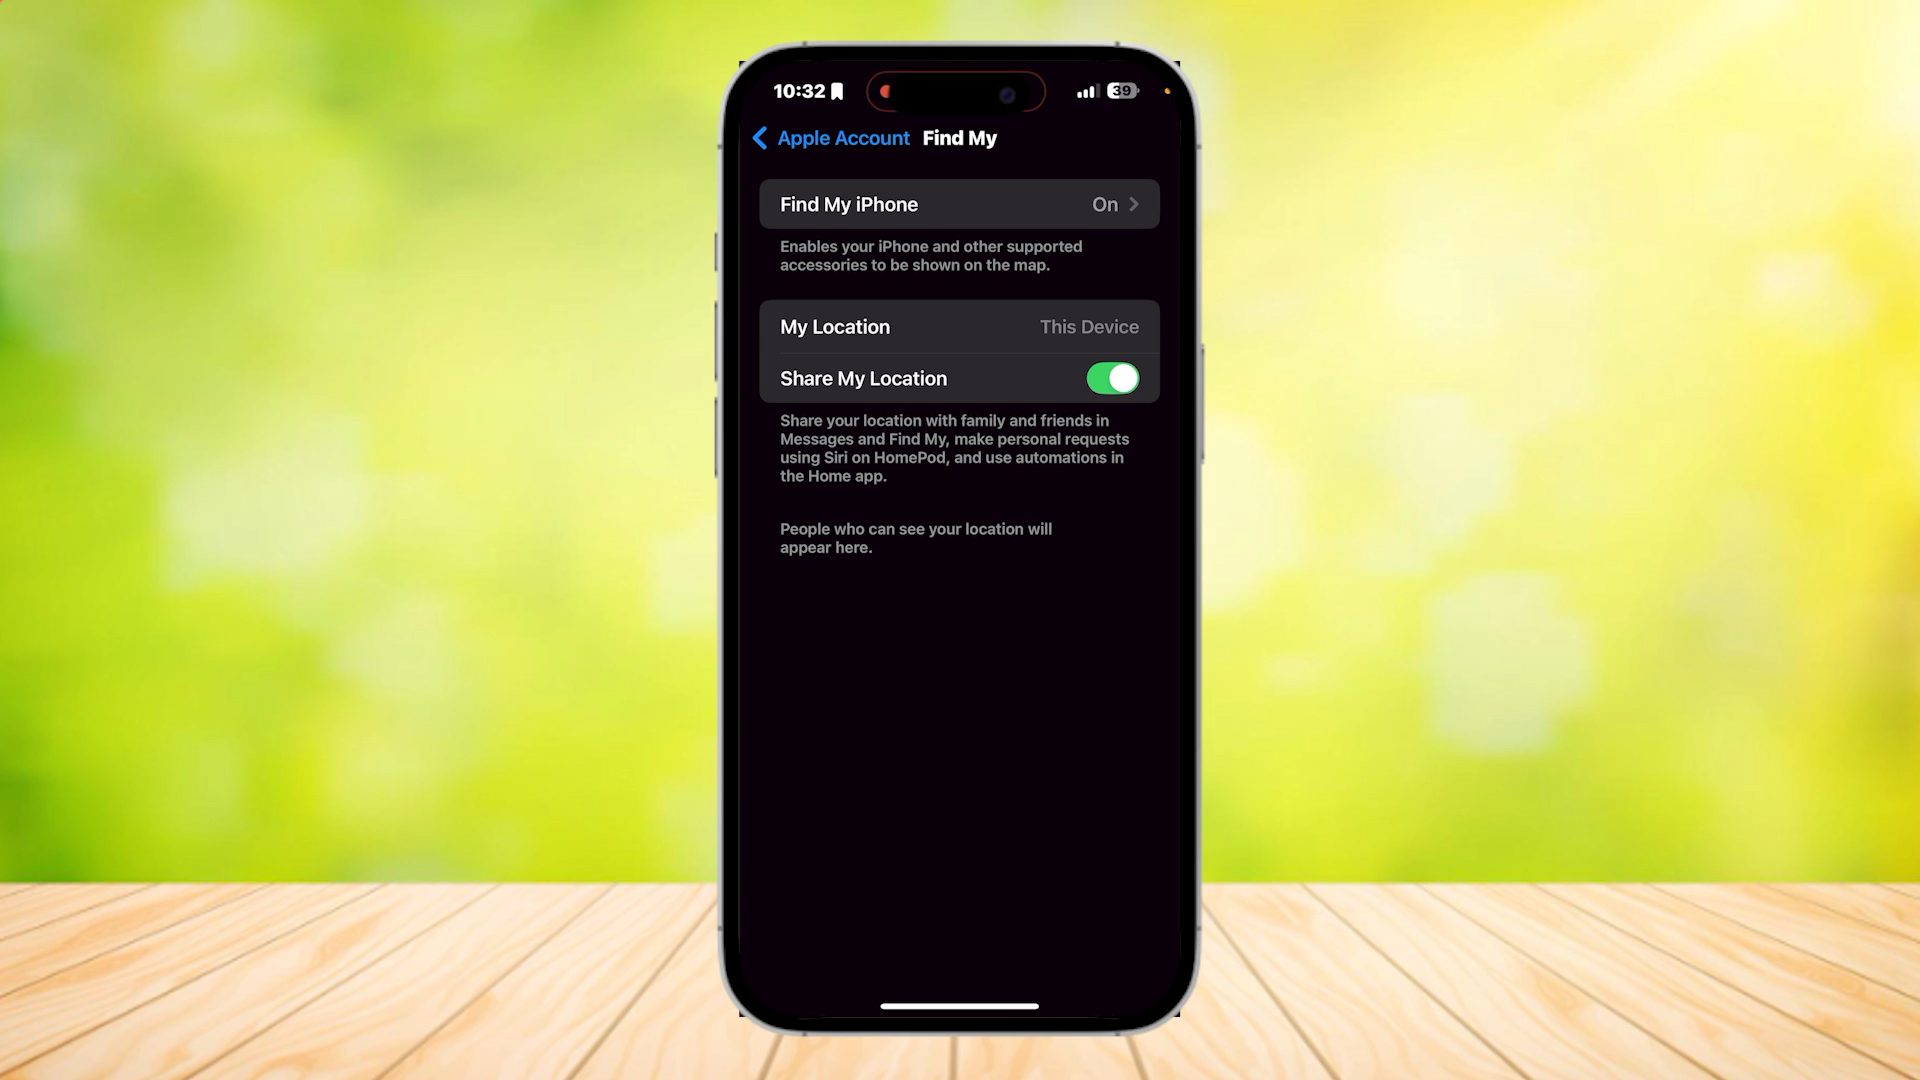 10:32
39
Apple Account Find My
Find My iPhone On
Enables your iPhone and other supported
accessories to be shown on the map.
My Location This Device
Share My Location
Share your location with family and friends in
Messages and Find My, make personal requests
using Siri on HomePod, and use automations in
the Home app.
People who can see your location will
appear here.